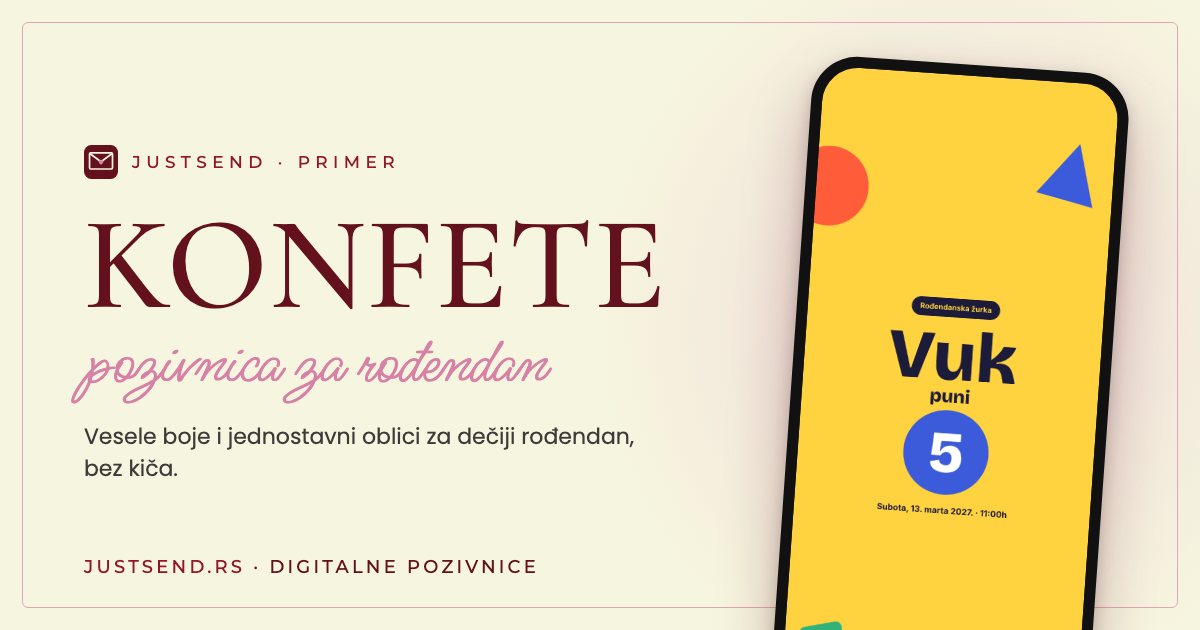 JUSTSEND · PRIMER
KONFETE
pozivnica za rođendan
Vesele boje i jednostavni oblici za dečiji rođendan,
bez kiča.
JUSTSEND.RS · DIGITALNE POZIVNICE
Rođendanska žurka
Vuk
puni
5
Subota, 13. marta 2027. · 11:00h